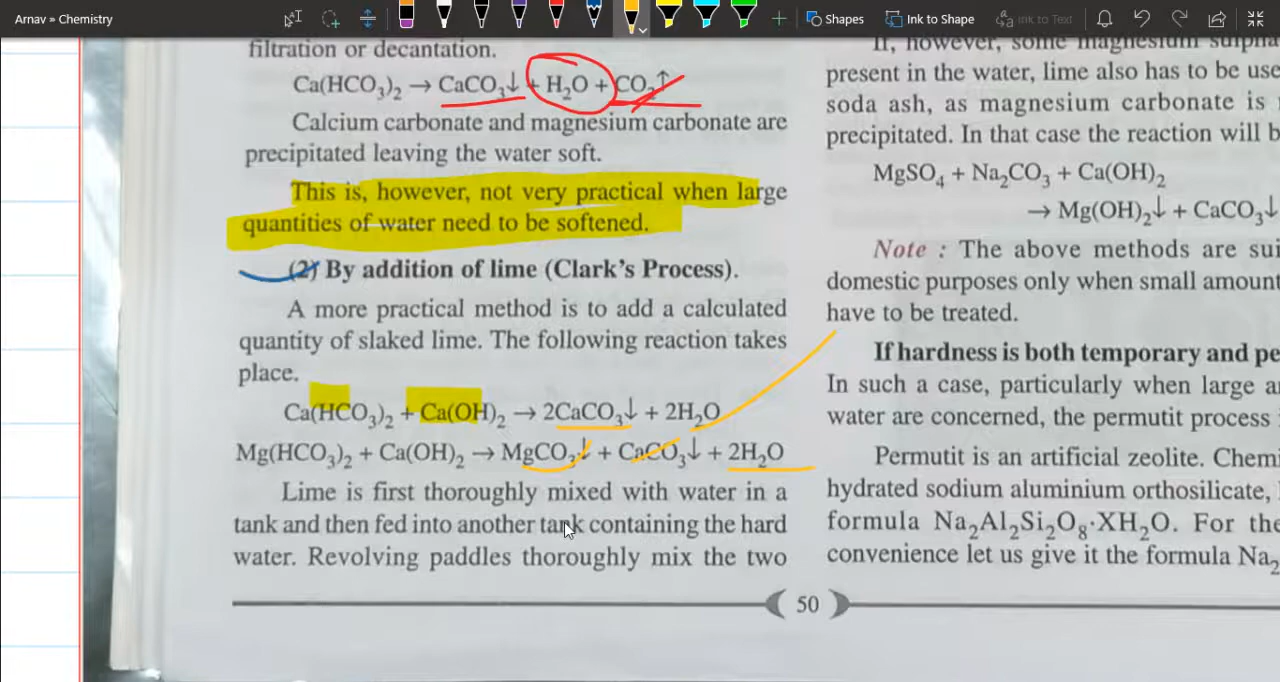 Arnav » Chemistry
Shapes
Ink to Shape
Ink to Text
filtration or decantation.
Ca(HCO₃)₂ → CaCO₃↓ + H₂O + CO₂↑
Calcium carbonate and magnesium carbonate are
precipitated leaving the water soft.
This is, however, not very practical when large
quantities of water need to be softened.
(2) By addition of lime (Clark's Process).
A more practical method is to add a calculated
quantity of slaked lime. The following reaction takes
place.
Ca(HCO₃)₂ + Ca(OH)₂ → 2CaCO₃↓ + 2H₂O
Mg(HCO₃)₂ + Ca(OH)₂ → MgCO₃↓ + CaCO₃↓ + 2H₂O
Lime is first thoroughly mixed with water in a
tank and then fed into another tank containing the hard
water. Revolving paddles thoroughly mix the two
If, however, some magnesium sulpha
present in the water, lime also has to be use
soda ash, as magnesium carbonate is
precipitated. In that case the reaction will b
MgSO₄ + Na₂CO₃ + Ca(OH)₂
→ Mg(OH)₂↓ + CaCO₃↓
Note : The above methods are sui
domestic purposes only when small amount
have to be treated.
If hardness is both temporary and pe
In such a case, particularly when large a
water are concerned, the permutit process
Permutit is an artificial zeolite. Chemi
hydrated sodium aluminium orthosilicate,
formula Na₂Al₂Si₂O₈·XH₂O. For the
convenience let us give it the formula Na₂
50